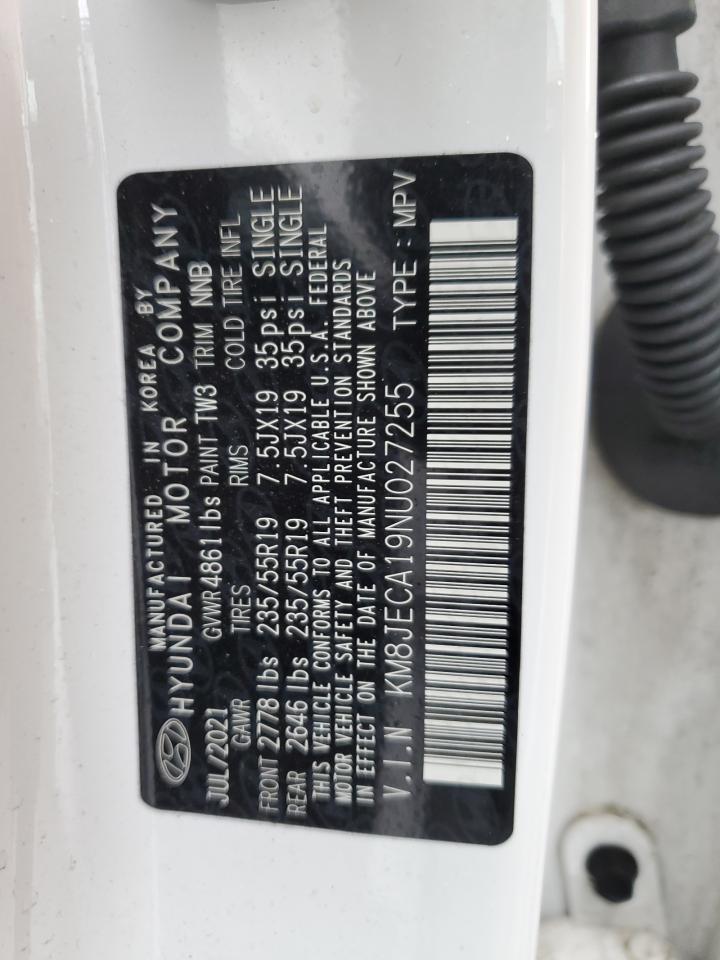 MANUFACTURED IN KOREA BY
HYUNDAI MOTOR COMPANY
JUL/2021 GVWR 4861 lbs PAINT TW3 TRIM NNB
GAWR TIRES RIMS COLD TIRE INFL
FRONT 2778 lbs 235/55R19 7.5JX19 35psi SINGLE
REAR 2646 lbs 235/55R19 7.5JX19 35psi SINGLE
THIS VEHICLE CONFORMS TO ALL APPLICABLE U.S.A. FEDERAL
MOTOR VEHICLE SAFETY AND THEFT PREVENTION STANDARDS
IN EFFECT ON THE DATE OF MANUFACTURE SHOWN ABOVE
V.I.N KM8JECA19NU027255 TYPE : MPV